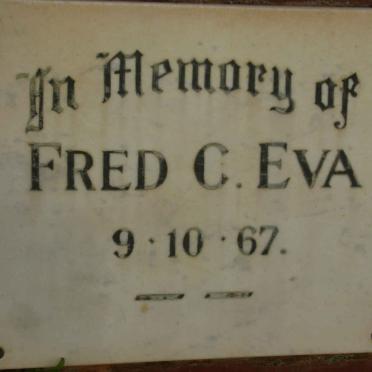 In Memory of
FRED C. EVA
9·10·67.